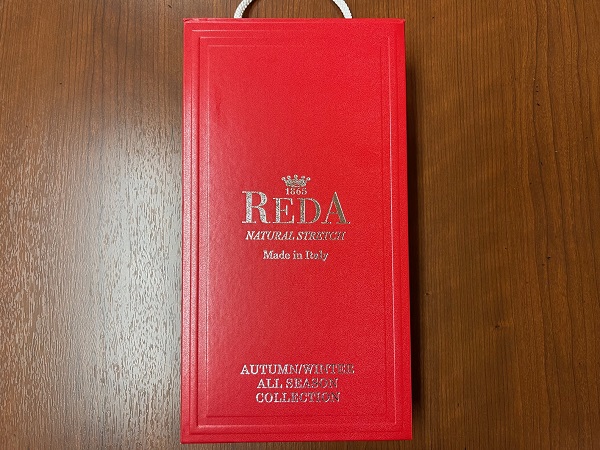 1865
REDA
NATURAL STRETCH
Made in Italy
AUTUMN/WINTER
ALL SEASON
COLLECTION